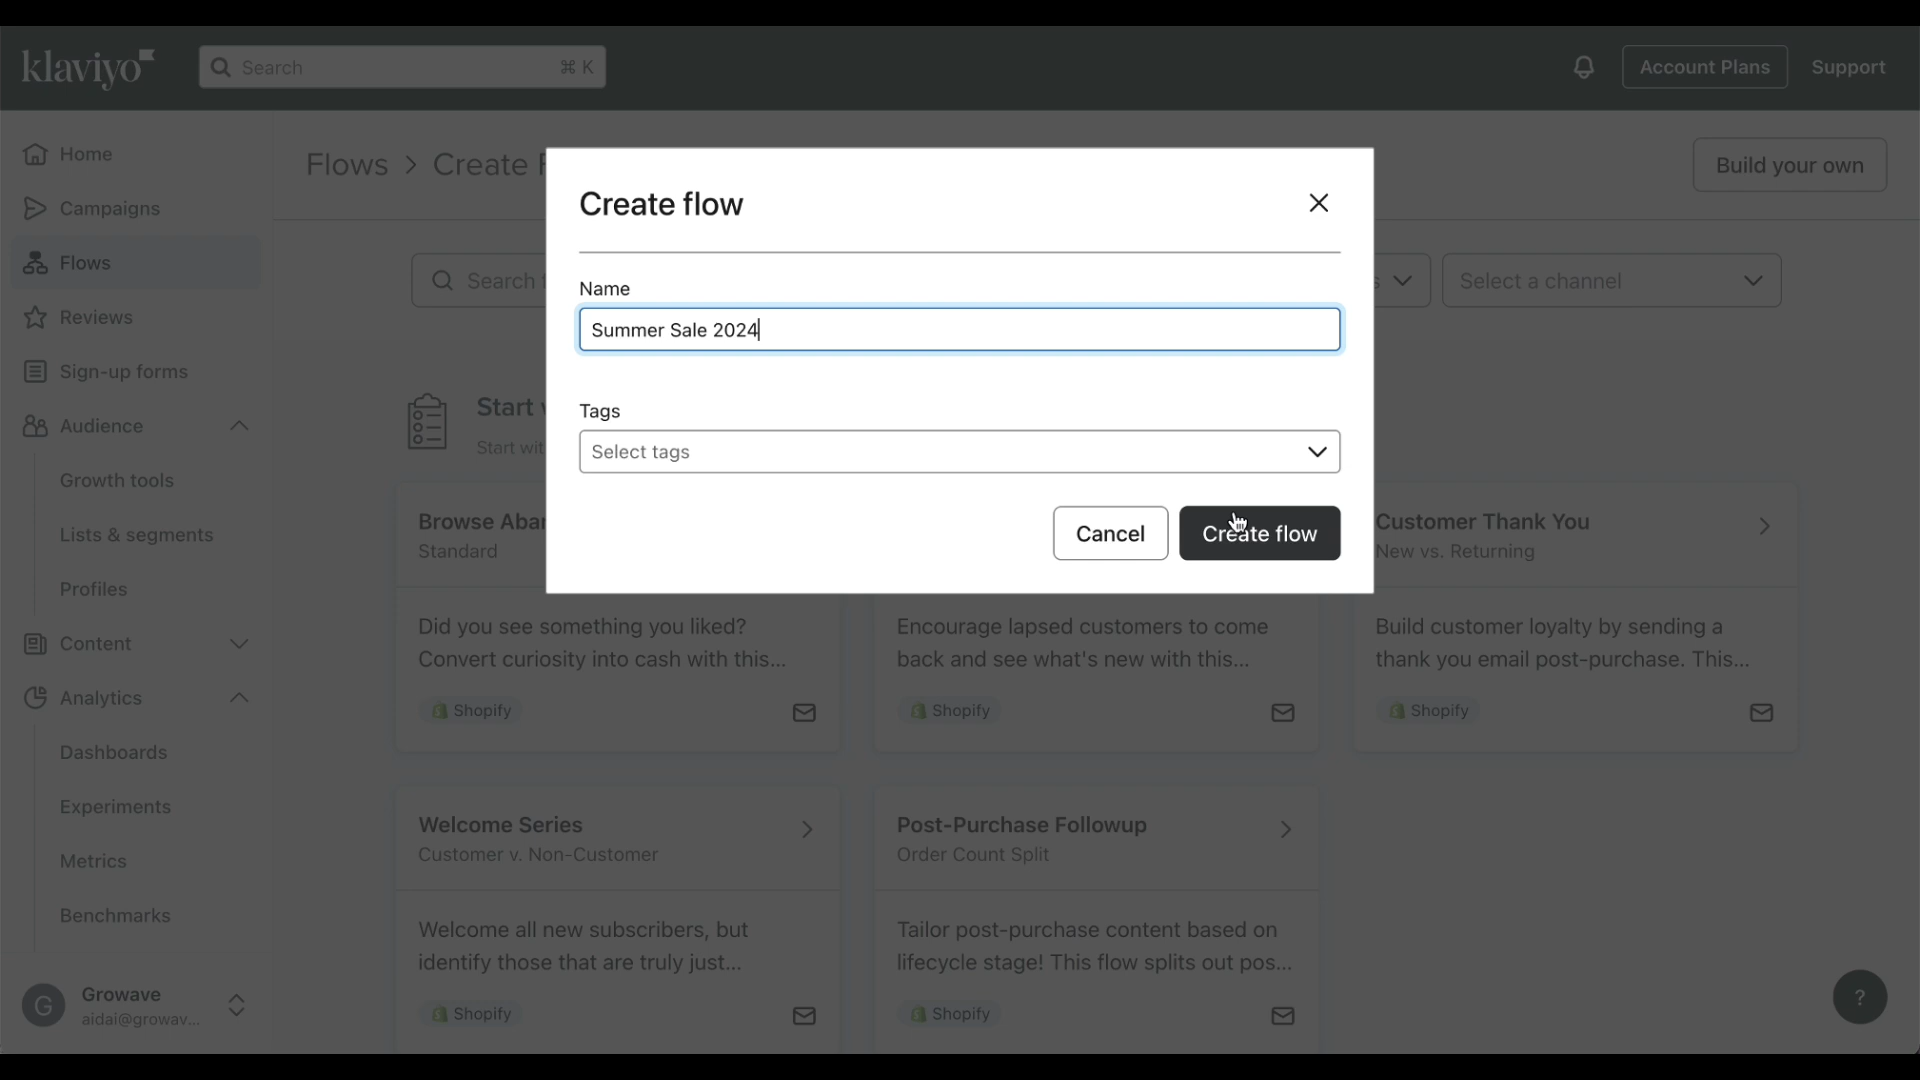 klaviyo
Search ⌘ K
Account Plans
Support
Home
Campaigns
Flows
Reviews
Sign-up forms
Audience
Growth tools
Lists & segments
Profiles
Content
Analytics
Dashboards
Experiments
Metrics
Benchmarks
G
Growave
aidai@growav...
Flows > Create
Build your own
Search
Select a channel
Start
Start
Create flow
Name
Summer Sale 2024
Tags
Select tags
Cancel
Create flow
Browse
Standard
Did you see something you liked?
Convert curiosity into cash with this...
Shopify
Encourage lapsed customers to come
back and see what's new with this...
Shopify
Customer Thank You
New vs. Returning
Build customer loyalty by sending a
thank you email post-purchase. This...
Shopify
Welcome Series
Customer v. Non-Customer
Welcome all new subscribers, but
identify those that are truly just...
Shopify
Post-Purchase Followup
Order Count Split
Tailor post-purchase content based on
lifecycle stage! This flow splits out pos...
Shopify
?